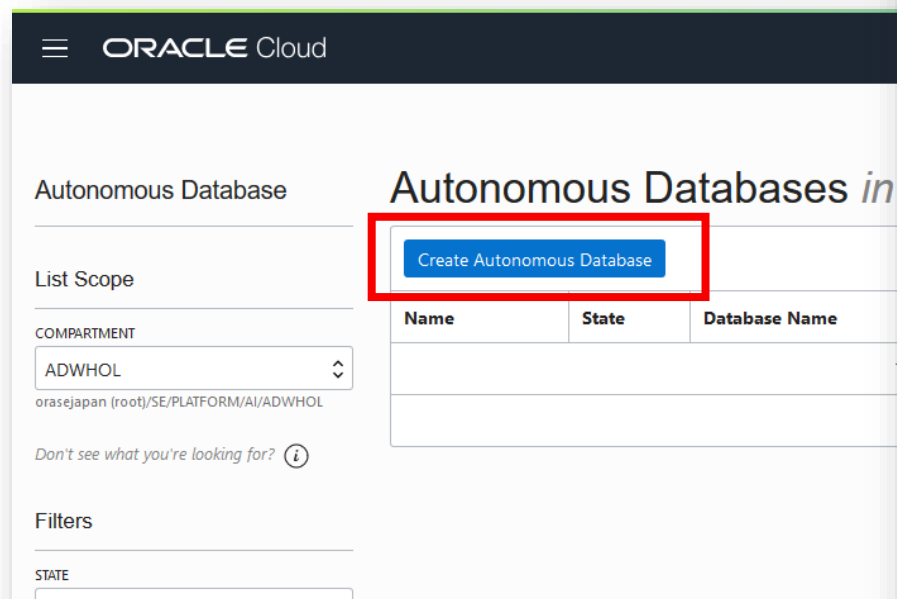 ORACLE Cloud
Autonomous Database
Autonomous Databases in
Create Autonomous Database
List Scope
Name State Database Name
COMPARTMENT
ADWHOL
orasejapan (root)/SE/PLATFORM/AI/ADWHOL
Don't see what you're looking for? i
Filters
STATE